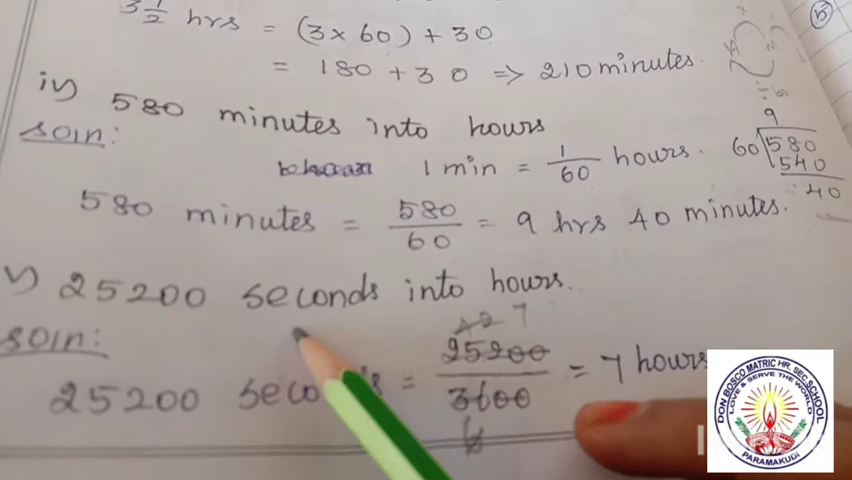 3 1/2 hrs = (3 x 60) + 30
= 180 + 30 => 210 minutes.
iv) 580 minutes into hours
soln:
1 min = 1/60 hours.
9
60)580
540
40
580 minutes = 580/60 = 9 hrs 40 minutes.
v) 25200 seconds into hours.
soln:
42 7
25200 seconds = 25200/3600 = 7 hours
6
DON BOSCO MATRIC HR. SEC SCHOOL
LOVE & SERVE THE WORLD
PARAMAKUDI